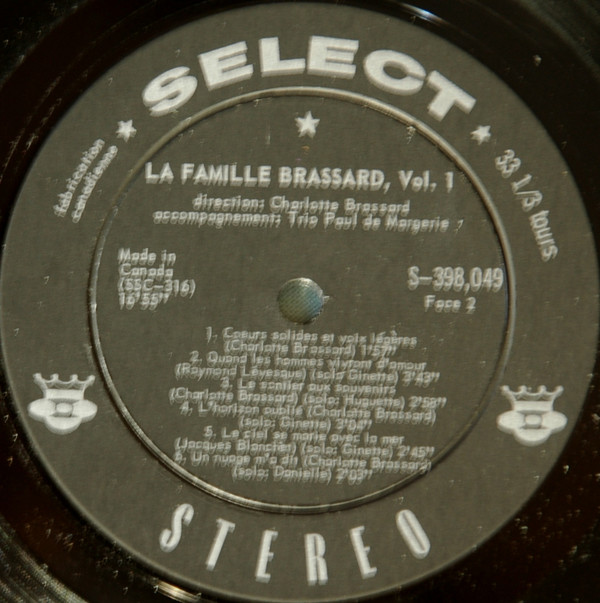 SELECT
fabrication
canadienne
33 1/3 tours
LA FAMILLE BRASSARD, Vol. 1
direction: Charlotte Brassard
accompagnement: Trio Paul de Margerie
Made in
Canada
(SSC-316)
16'55"
S-398,049
Face 2
1. Coeurs solides et voix légères
(Charlotte Brassard) 1'57"
2. Quand les hommes vivront d'amour
(Raymond Lévesque) (solo Ginette) 3'43"
3. Le sentier aux souvenirs
(Charlotte Brassard) (solo: Huguette) 2'58"
4. L'horizon oublié (Charlotte Brassard)
(solo: Ginette) 3'04"
5. Le ciel se marie avec la mer
(Jacques Blanchet) (solo: Ginette) 2'45"
6. Un nuage m'a dit (Charlotte Brassard)
(solo: Danielle) 2'03"
STEREO